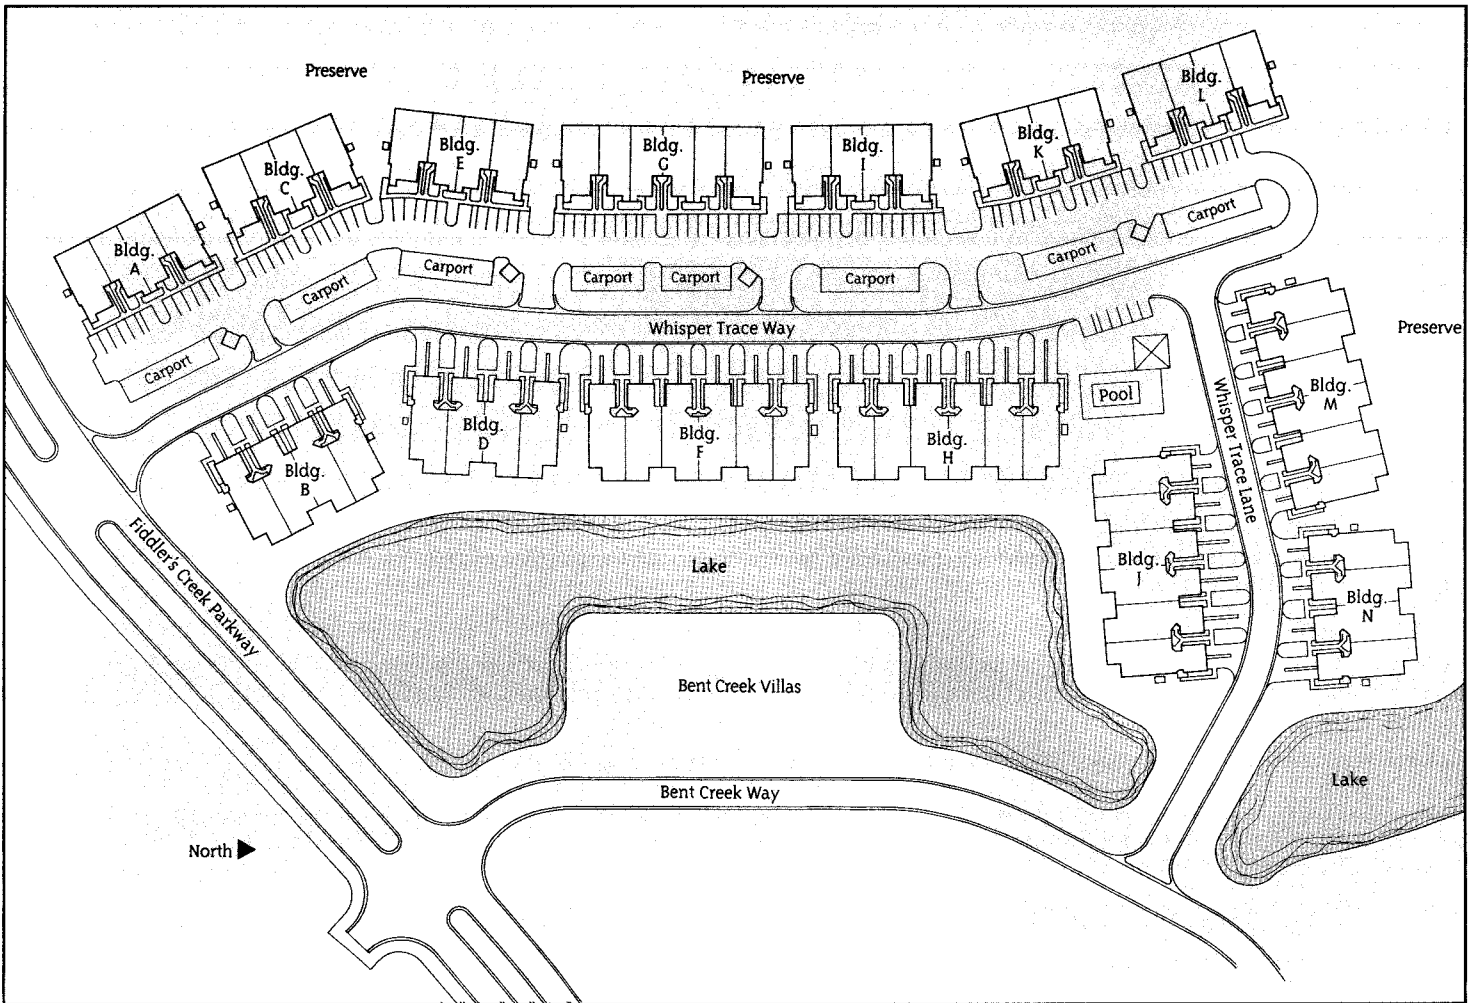 Preserve
Preserve
Bldg.
L
Bldg.
K
Bldg.
E
Bldg.
G
Bldg.
I
Bldg.
C
Bldg.
A
Carport
Carport
Carport
Carport
Carport
Carport
Carport
Carport
Whisper Trace Way
Preserve
Pool
Bldg.
M
Whisper Trace Lane
Bldg.
D
Bldg.
F
Bldg.
H
Bldg.
B
Fiddler's Creek Parkway
Lake
Bldg.
J
Bldg.
N
Bent Creek Villas
Lake
Bent Creek Way
North